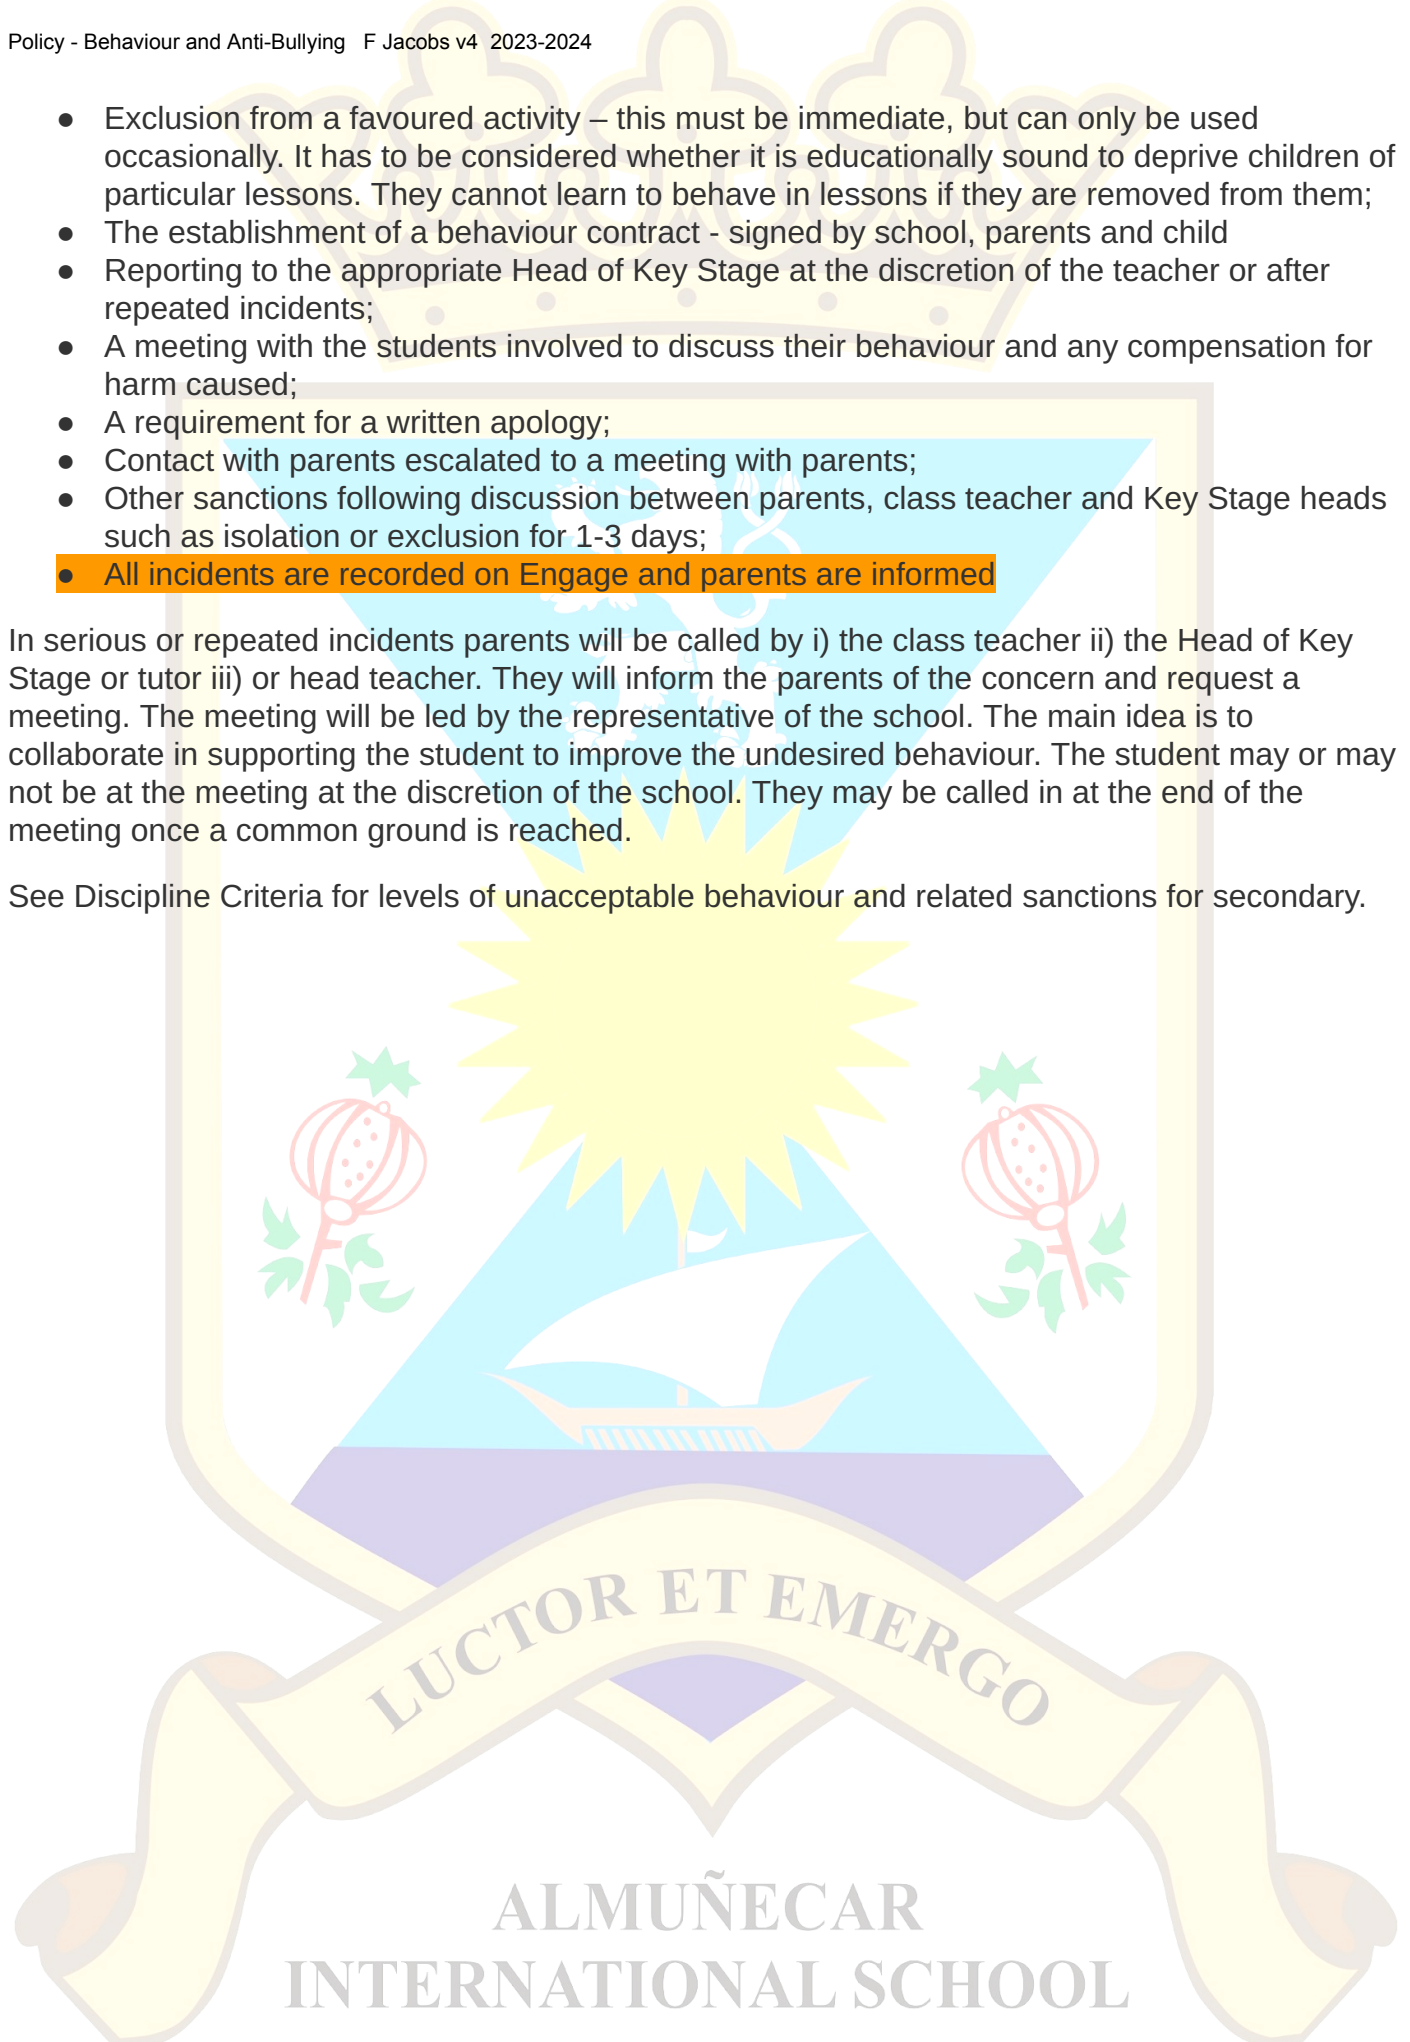 Policy - Behaviour and Anti-Bullying   F Jacobs v4  2023-2024
● Exclusion from a favoured activity – this must be immediate, but can only be used
occasionally. It has to be considered whether it is educationally sound to deprive children of
particular lessons. They cannot learn to behave in lessons if they are removed from them;
● The establishment of a behaviour contract - signed by school, parents and child
● Reporting to the appropriate Head of Key Stage at the discretion of the teacher or after
repeated incidents;
● A meeting with the students involved to discuss their behaviour and any compensation for
harm caused;
● A requirement for a written apology;
● Contact with parents escalated to a meeting with parents;
● Other sanctions following discussion between parents, class teacher and Key Stage heads
such as isolation or exclusion for 1-3 days;
● All incidents are recorded on Engage and parents are informed
In serious or repeated incidents parents will be called by i) the class teacher ii) the Head of Key
Stage or tutor iii) or head teacher. They will inform the parents of the concern and request a
meeting. The meeting will be led by the representative of the school. The main idea is to
collaborate in supporting the student to improve the undesired behaviour. The student may or may
not be at the meeting at the discretion of the school. They may be called in at the end of the
meeting once a common ground is reached.
See Discipline Criteria for levels of unacceptable behaviour and related sanctions for secondary.
LUCTOR ET EMERGO
ALMUÑECAR
INTERNATIONAL SCHOOL